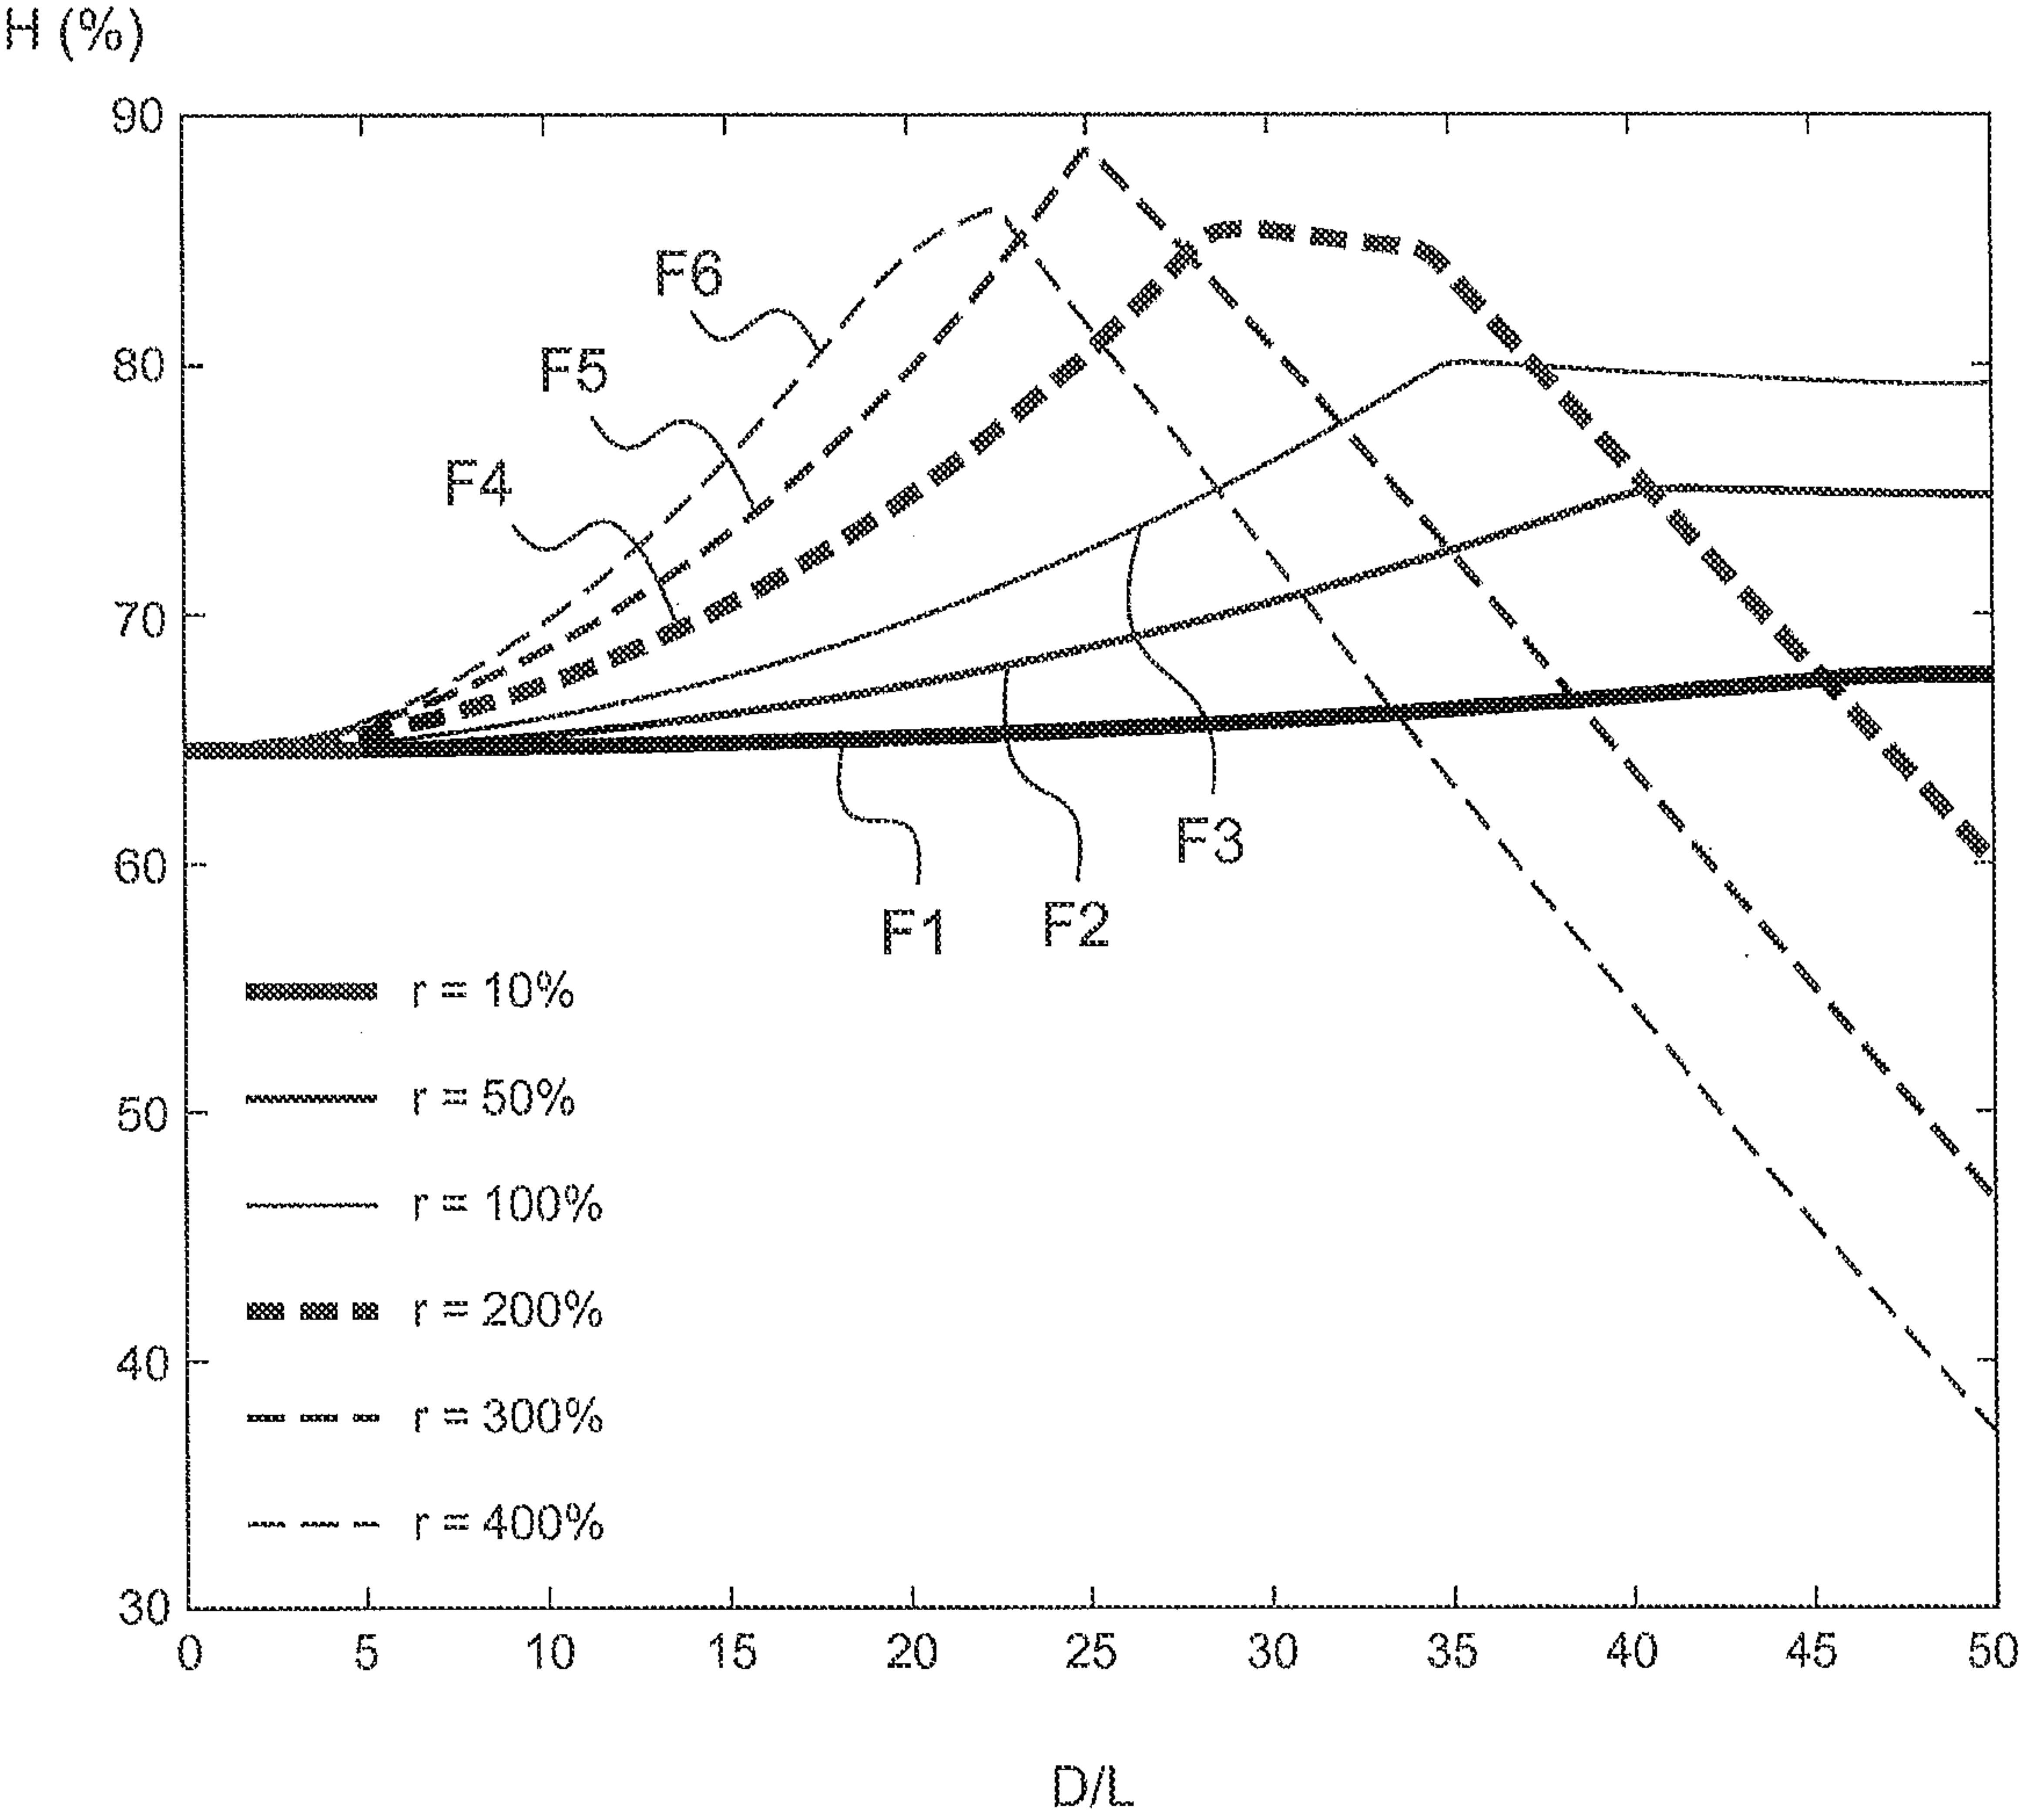 H (%)
90
80
70
60
50
40
30
F6
F5
F4
F3
F1
F2
r = 10%
r = 50%
r = 100%
r = 200%
r = 300%
r = 400%
0 5 10 15 20 25 30 35 40 45 50
D/L